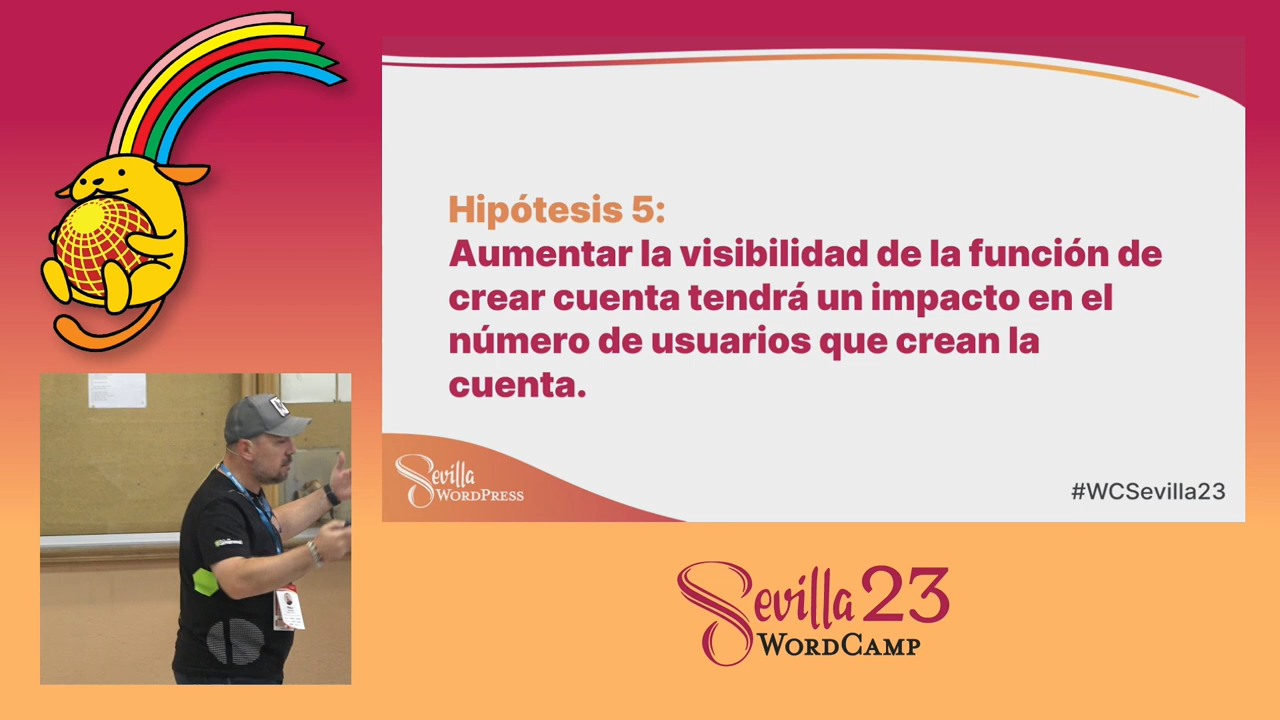 Hipótesis 5:
Aumentar la visibilidad de la función de
crear cuenta tendrá un impacto en el
número de usuarios que crean la
cuenta.
Sevilla
WORDPRESS
#WCSevilla23
Sevilla 23
WORDCAMP